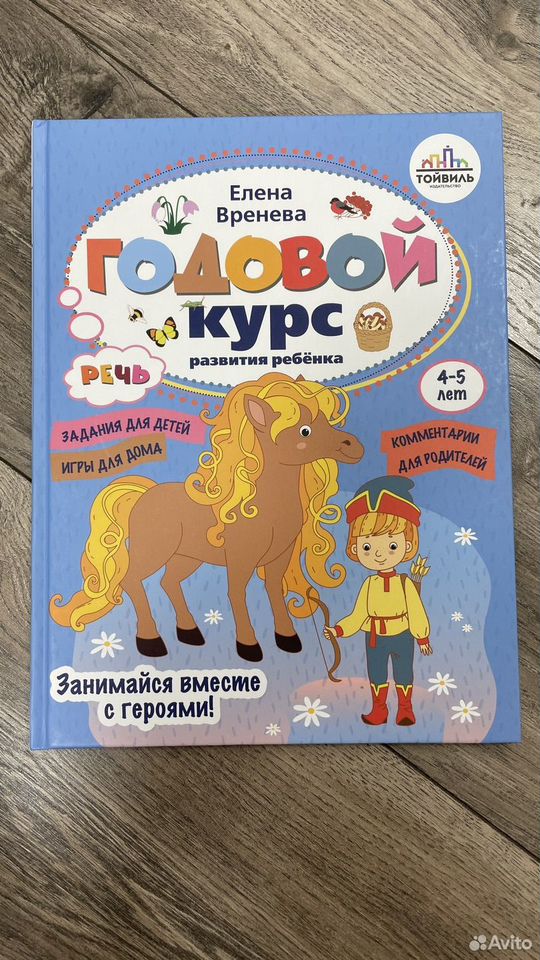 ТОЙВИЛЬ
ИЗДАТЕЛЬСТВО
Елена
Вренева
ГОДОВОЙ
курс
развития ребёнка
РЕЧЬ
4-5
лет
ЗАДАНИЯ ДЛЯ ДЕТЕЙ
ИГРЫ ДЛЯ ДОМА
КОММЕНТАРИИ
ДЛЯ РОДИТЕЛЕЙ
Занимайся вместе
с героями!
Avito